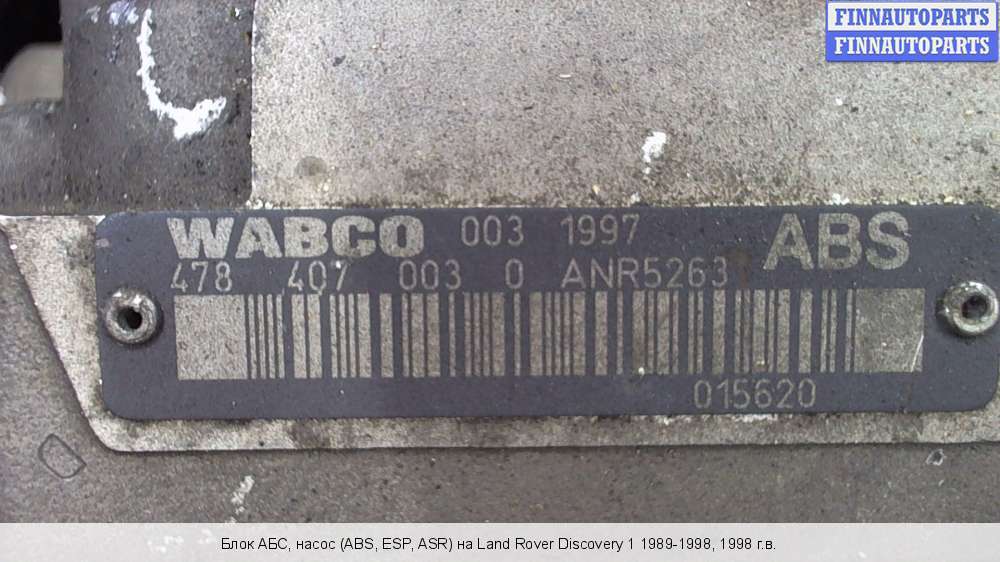 FINNAUTOPARTS
FINNAUTOPARTS
WABCO 003 1997 ABS
478 407 003 0 ANR5263
015620
Блок АБС, насос (ABS, ESP, ASR) на Land Rover Discovery 1 1989-1998, 1998 г.в.